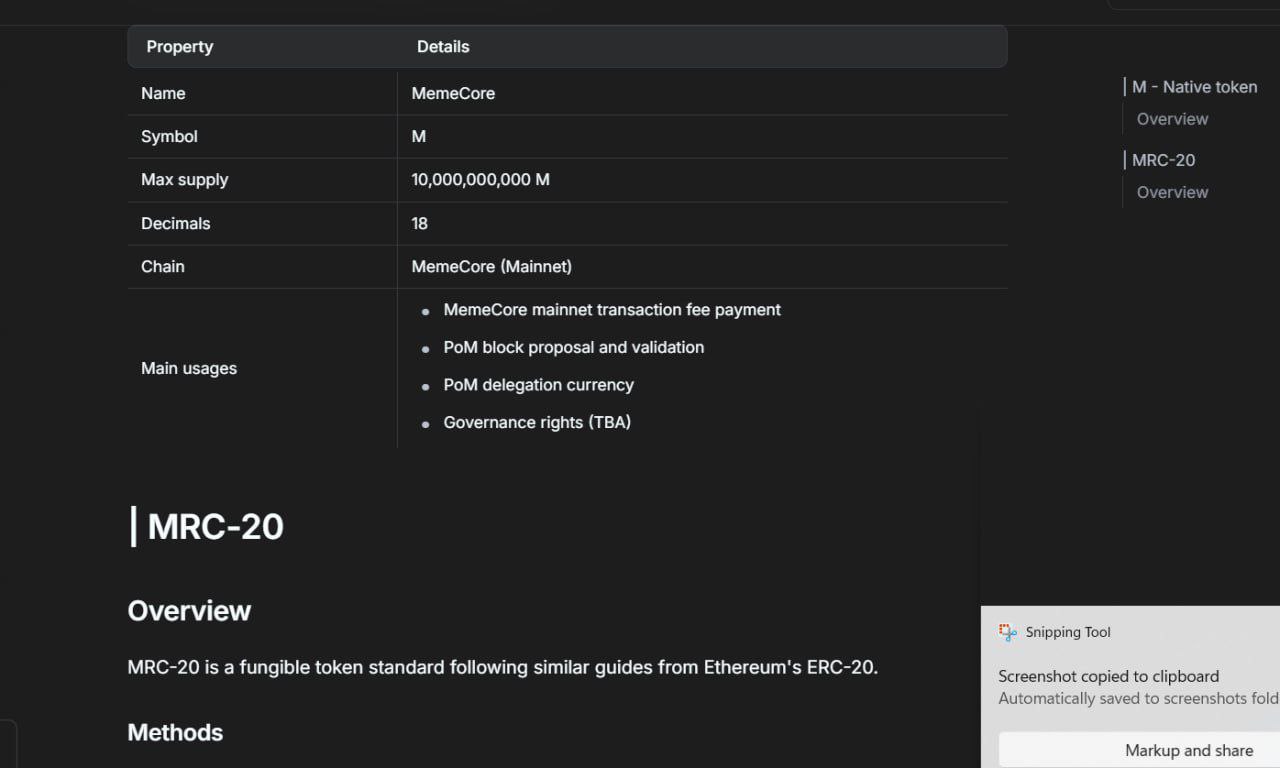 Property Details
Name MemeCore
Symbol M
Max supply 10,000,000,000 M
Decimals 18
Chain MemeCore (Mainnet)
Main usages
MemeCore mainnet transaction fee payment
PoM block proposal and validation
PoM delegation currency
Governance rights (TBA)
MRC-20
Overview
MRC-20 is a fungible token standard following similar guides from Ethereum's ERC-20.
Methods
M - Native token
Overview
MRC-20
Overview
Snipping Tool
Screenshot copied to clipboard
Automatically saved to screenshots fold
Markup and share